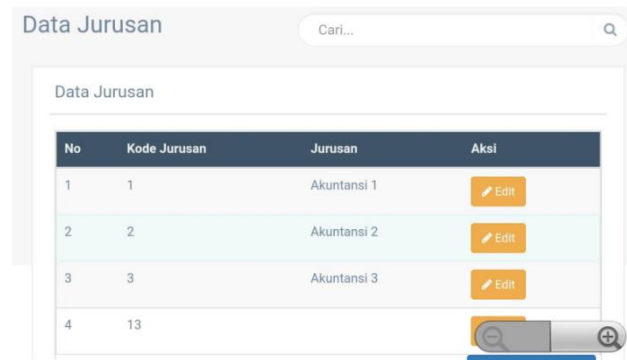 Data Jurusan
Cari...
Data Jurusan
No Kode Jurusan Jurusan Aksi
1 1 Akuntansi 1 Edit
2 2 Akuntansi 2 Edit
3 3 Akuntansi 3 Edit
4 13